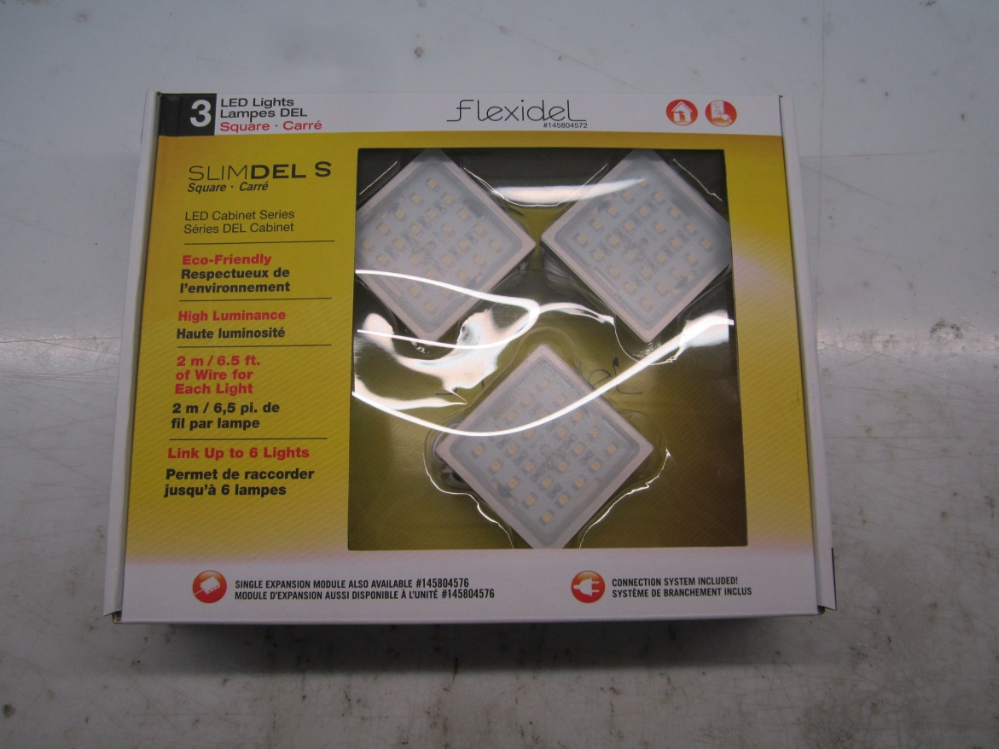 3
LED Lights
Lampes DEL
Square · Carré
flexidel
#145804572
SLIMDEL S
Square · Carré
LED Cabinet Series
Séries DEL Cabinet
Eco-Friendly
Respectueux de
l'environnement
High Luminance
Haute luminosité
2 m / 6.5 ft.
of Wire for
Each Light
2 m / 6,5 pi. de
fil par lampe
Link Up to 6 Lights
Permet de raccorder
jusqu'à 6 lampes
SINGLE EXPANSION MODULE ALSO AVAILABLE #145804576
MODULE D'EXPANSION AUSSI DISPONIBLE À L'UNITÉ #145804576
CONNECTION SYSTEM INCLUDED!
SYSTÈME DE BRANCHEMENT INCLUS